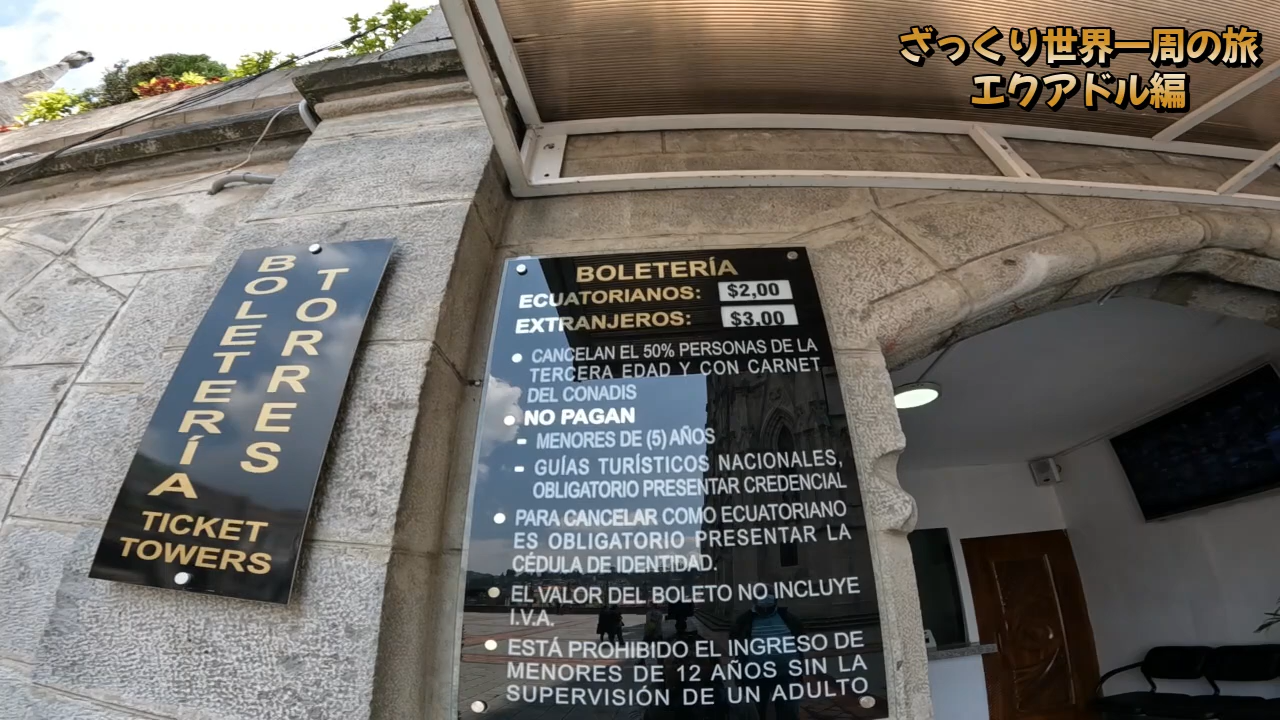 ざっくり世界一周の旅
エクアドル編
BOLETERÍA
TORRES
TICKET
TOWERS
BOLETERÍA
ECUATORIANOS: $2,00
EXTRANJEROS: $3,00
• CANCELAN EL 50% PERSONAS DE LA
TERCERA EDAD Y CON CARNET
DEL CONADIS
• NO PAGAN
- MENORES DE (5) AÑOS
- GUÍAS TURÍSTICOS NACIONALES,
OBLIGATORIO PRESENTAR CREDENCIAL
• PARA CANCELAR COMO ECUATORIANO
ES OBLIGATORIO PRESENTAR LA
CÉDULA DE IDENTIDAD.
• EL VALOR DEL BOLETO NO INCLUYE
I.V.A.
• ESTÁ PROHIBIDO EL INGRESO DE
MENORES DE 12 AÑOS SIN LA
SUPERVISIÓN DE UN ADULTO